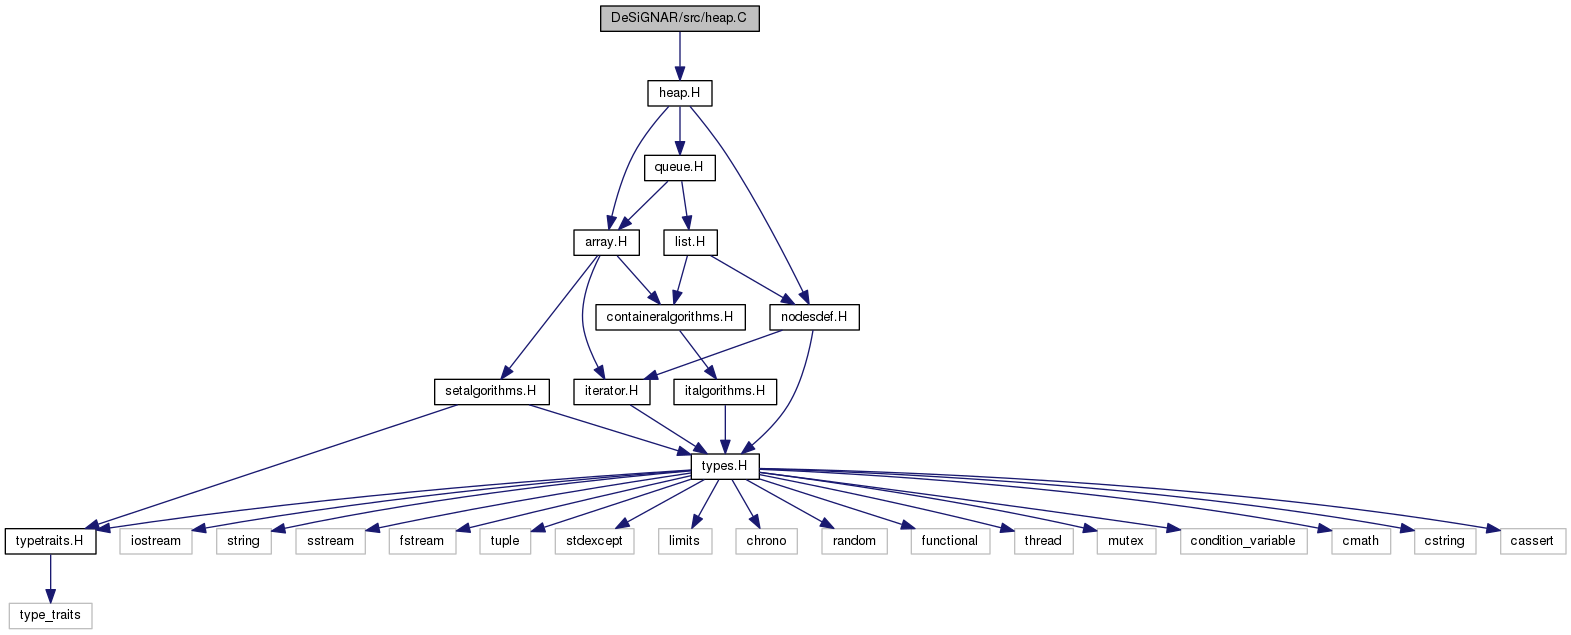 DeSiGNAR/src/heap.C
heap.H
queue.H
array.H
list.H
containeralgorithms.H
nodesdef.H
setalgorithms.H
iterator.H
italgorithms.H
types.H
typetraits.H
iostream
string
sstream
fstream
tuple
stdexcept
limits
chrono
random
functional
thread
mutex
condition_variable
cmath
cstring
cassert
type_traits